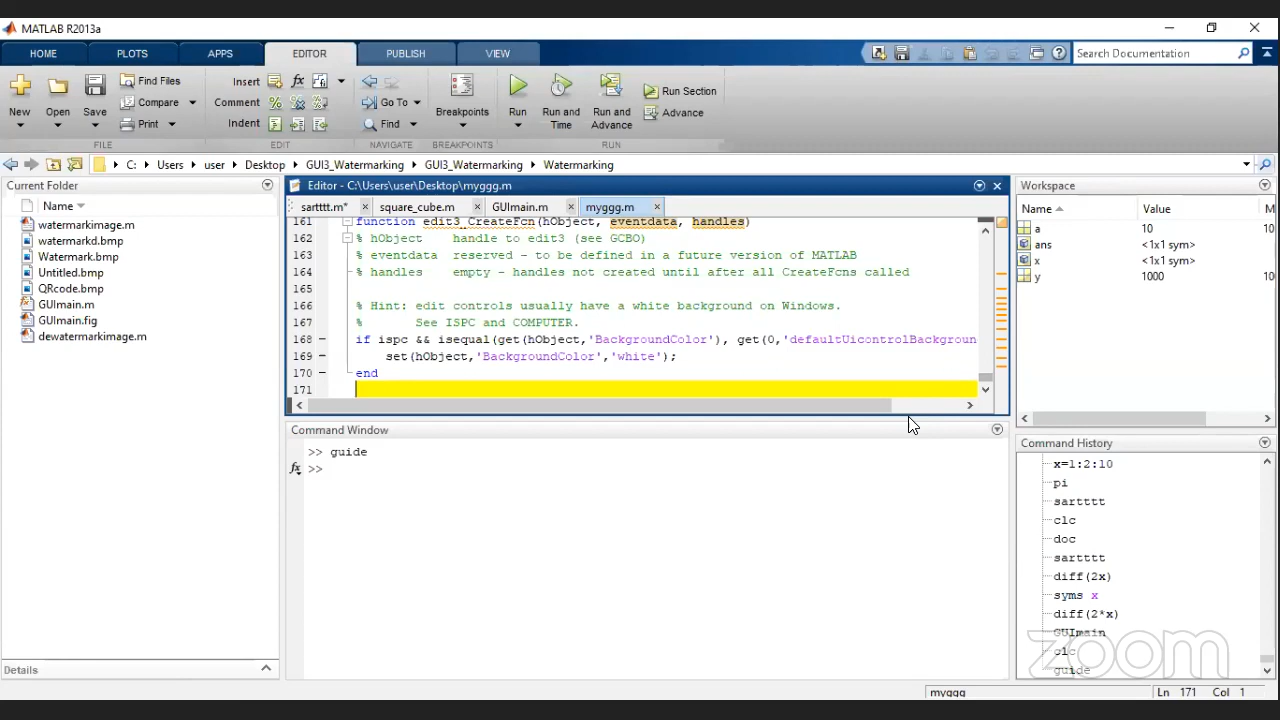 MATLAB R2013a
HOME PLOTS APPS EDITOR PUBLISH VIEW Search Documentation
New Open Save Find Files Compare Print Insert Comment Indent fx Go To Find Breakpoints Run Run and Time Run and Advance Run Section Advance
FILE EDIT NAVIGATE BREAKPOINTS RUN
C: Users user Desktop GUI3_Watermarking GUI3_Watermarking Watermarking
Current Folder
Name
watermarkimage.m
watermarkd.bmp
Watermark.bmp
Untitled.bmp
QRcode.bmp
GUImain.m
GUImain.fig
dewatermarkimage.m
Details
Editor - C:\Users\user\Desktop\myggg.m
sartttt.m* square_cube.m GUImain.m myggg.m
161 function edit3_CreateFcn(hObject, eventdata, handles)
162 % hObject    handle to edit3 (see GCBO)
163 % eventdata  reserved - to be defined in a future version of MATLAB
164 % handles    empty - handles not created until after all CreateFcns called
165
166 % Hint: edit controls usually have a white background on Windows.
167 %       See ISPC and COMPUTER.
168 if ispc && isequal(get(hObject,'BackgroundColor'), get(0,'defaultUicontrolBackgroun
169 set(hObject,'BackgroundColor','white');
170 end
171
Command Window
>> guide
fx >>
Workspace
Name Value
a 10 10
ans <1x1 sym>
x <1x1 sym>
y 1000 10
Command History
x=1:2:10
pi
sartttt
clc
doc
sartttt
diff(2x)
syms x
diff(2*x)
GUImain
clc
guide
zoom
myggg Ln 171 Col 1